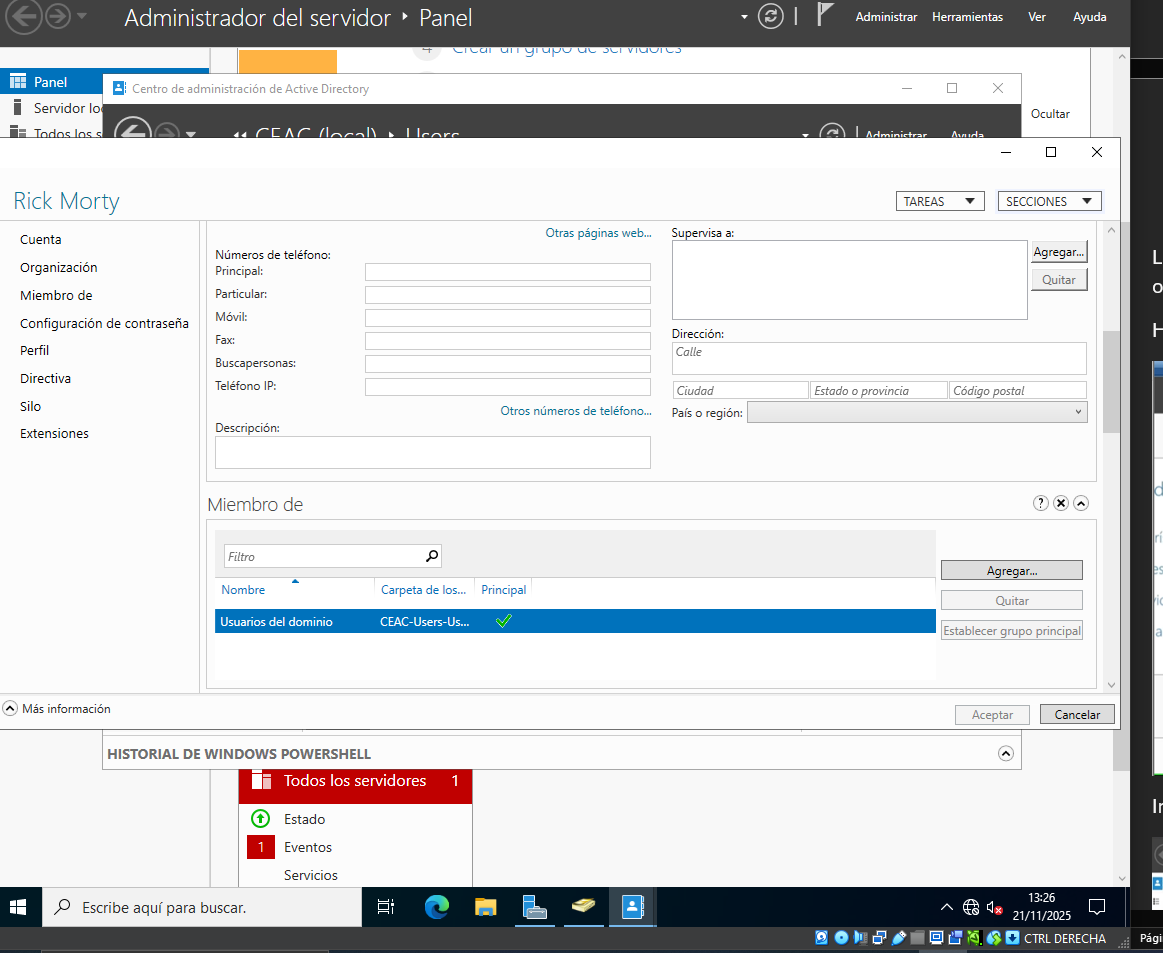 Administrador del servidor ‣ Panel
Administrar Herramientas Ver Ayuda
4 Crear un grupo de servidores
Panel
Servidor loc
Todos los s
Centro de administración de Active Directory
Ocultar
CEAC (local) ‣ Users
Administrar Ayuda
Rick Morty
TAREAS
SECCIONES
Cuenta
Organización
Miembro de
Configuración de contraseña
Perfil
Directiva
Silo
Extensiones
Otras páginas web...
Números de teléfono:
Principal:
Particular:
Móvil:
Fax:
Buscapersonas:
Teléfono IP:
Otros números de teléfono...
Descripción:
Supervisa a:
Agregar...
Quitar
Dirección:
Calle
Ciudad
Estado o provincia
Código postal
País o región:
Miembro de
?
Filtro
Nombre Carpeta de los... Principal
Usuarios del dominio CEAC-Users-Us...
Agregar...
Quitar
Establecer grupo principal
Más información
Aceptar
Cancelar
HISTORIAL DE WINDOWS POWERSHELL
Todos los servidores 1
Estado
1 Eventos
Servicios
Escribe aquí para buscar.
13:26
21/11/2025
CTRL DERECHA
Pági